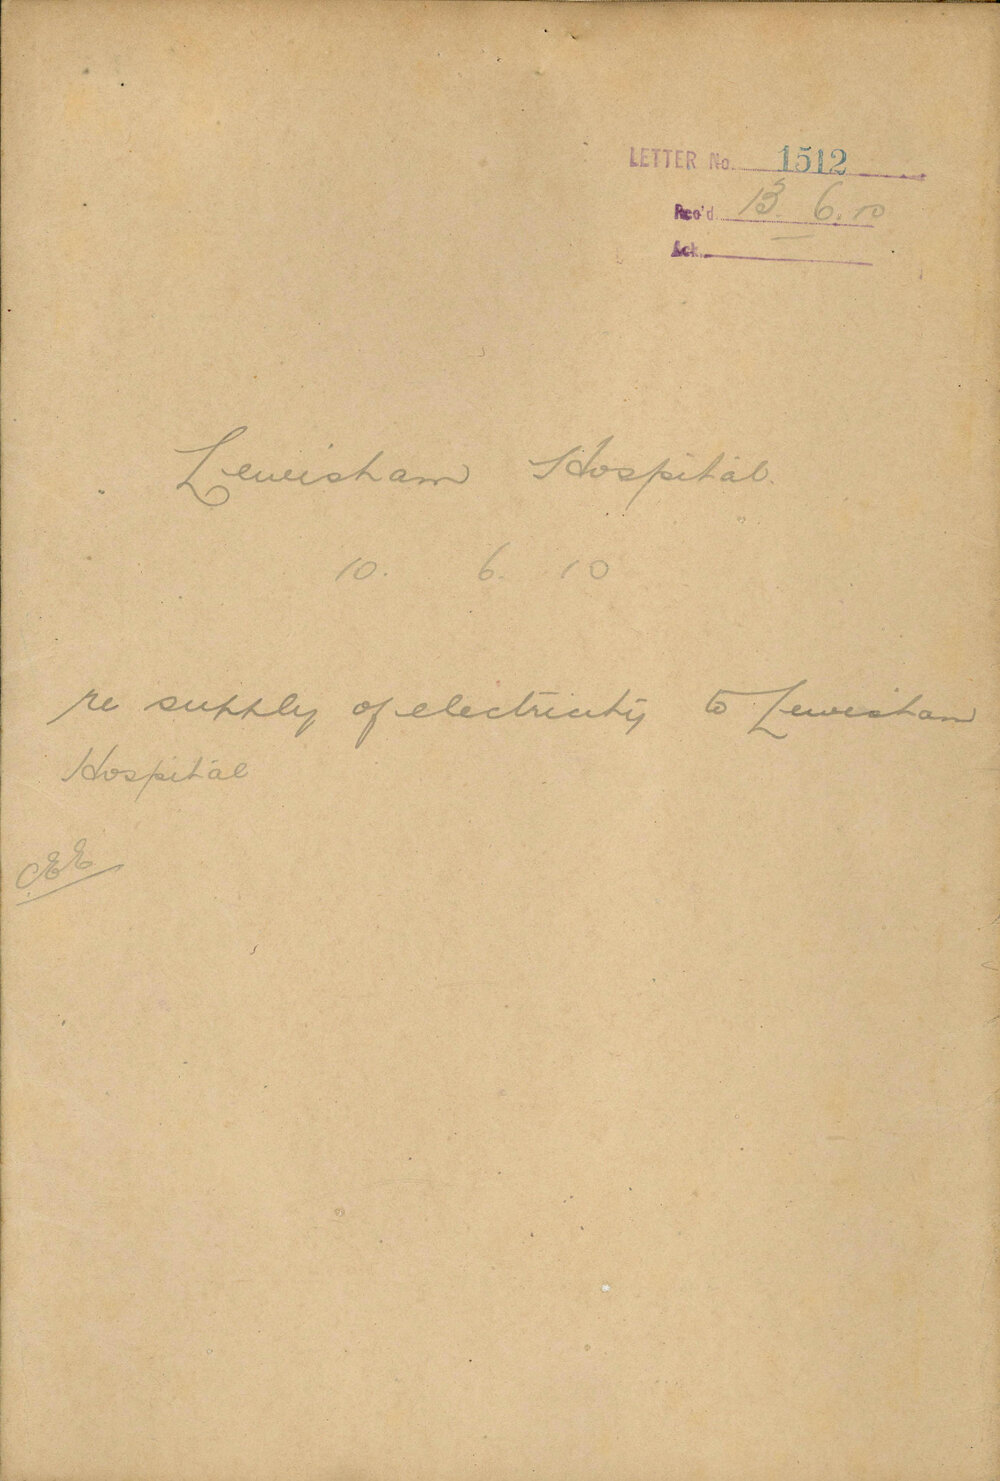 LETTER No. 1512
Rec'd. 13. 6. 10
Ack.
Lewisham Hospital.
10. 6. 10
re supply of electricity to Lewisham
Hospital
CEE